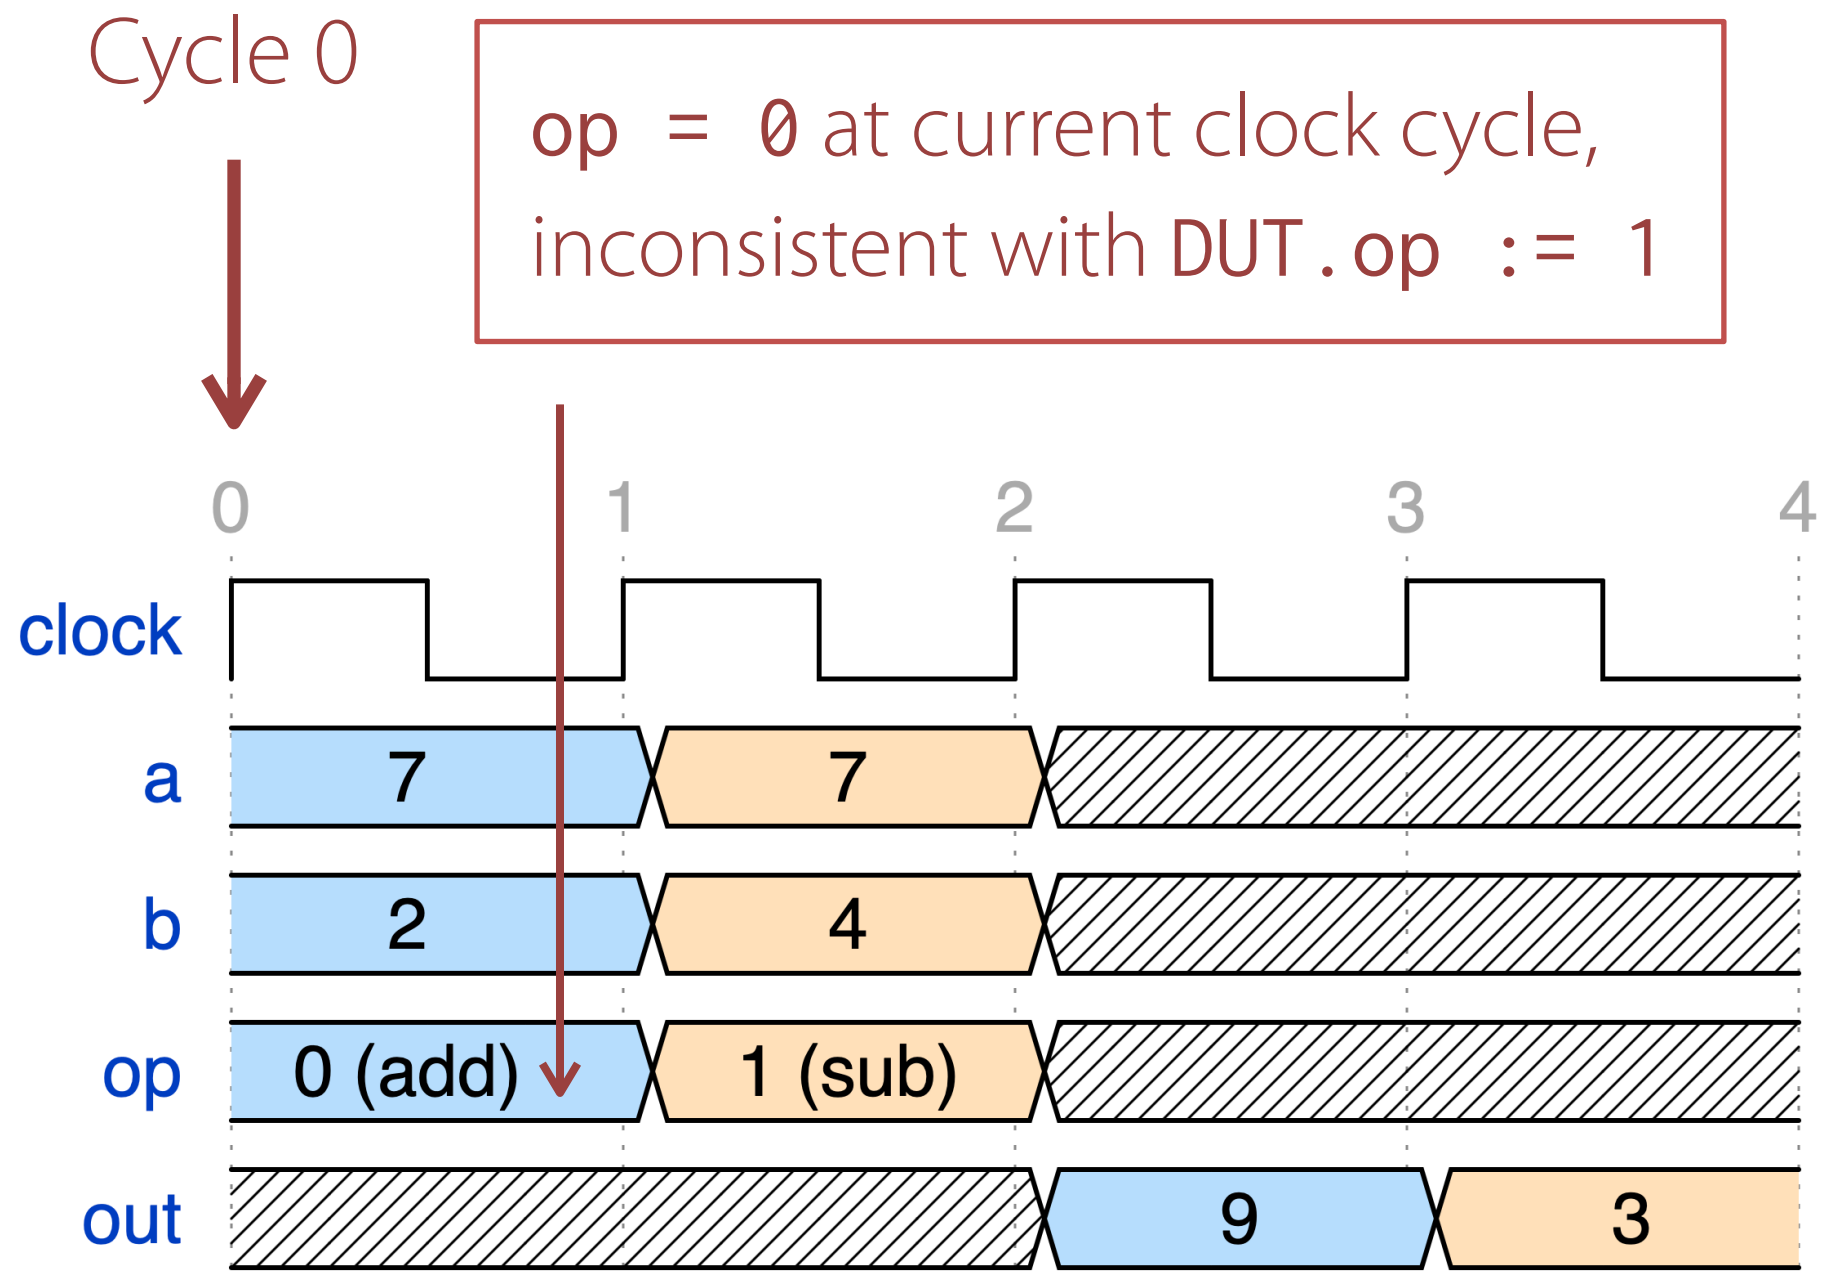 Cycle 0
op = 0 at current clock cycle,
inconsistent with DUT.op := 1
0 1 2 3 4
clock
a 7 7
b 2 4
op 0 (add) 1 (sub)
out 9 3